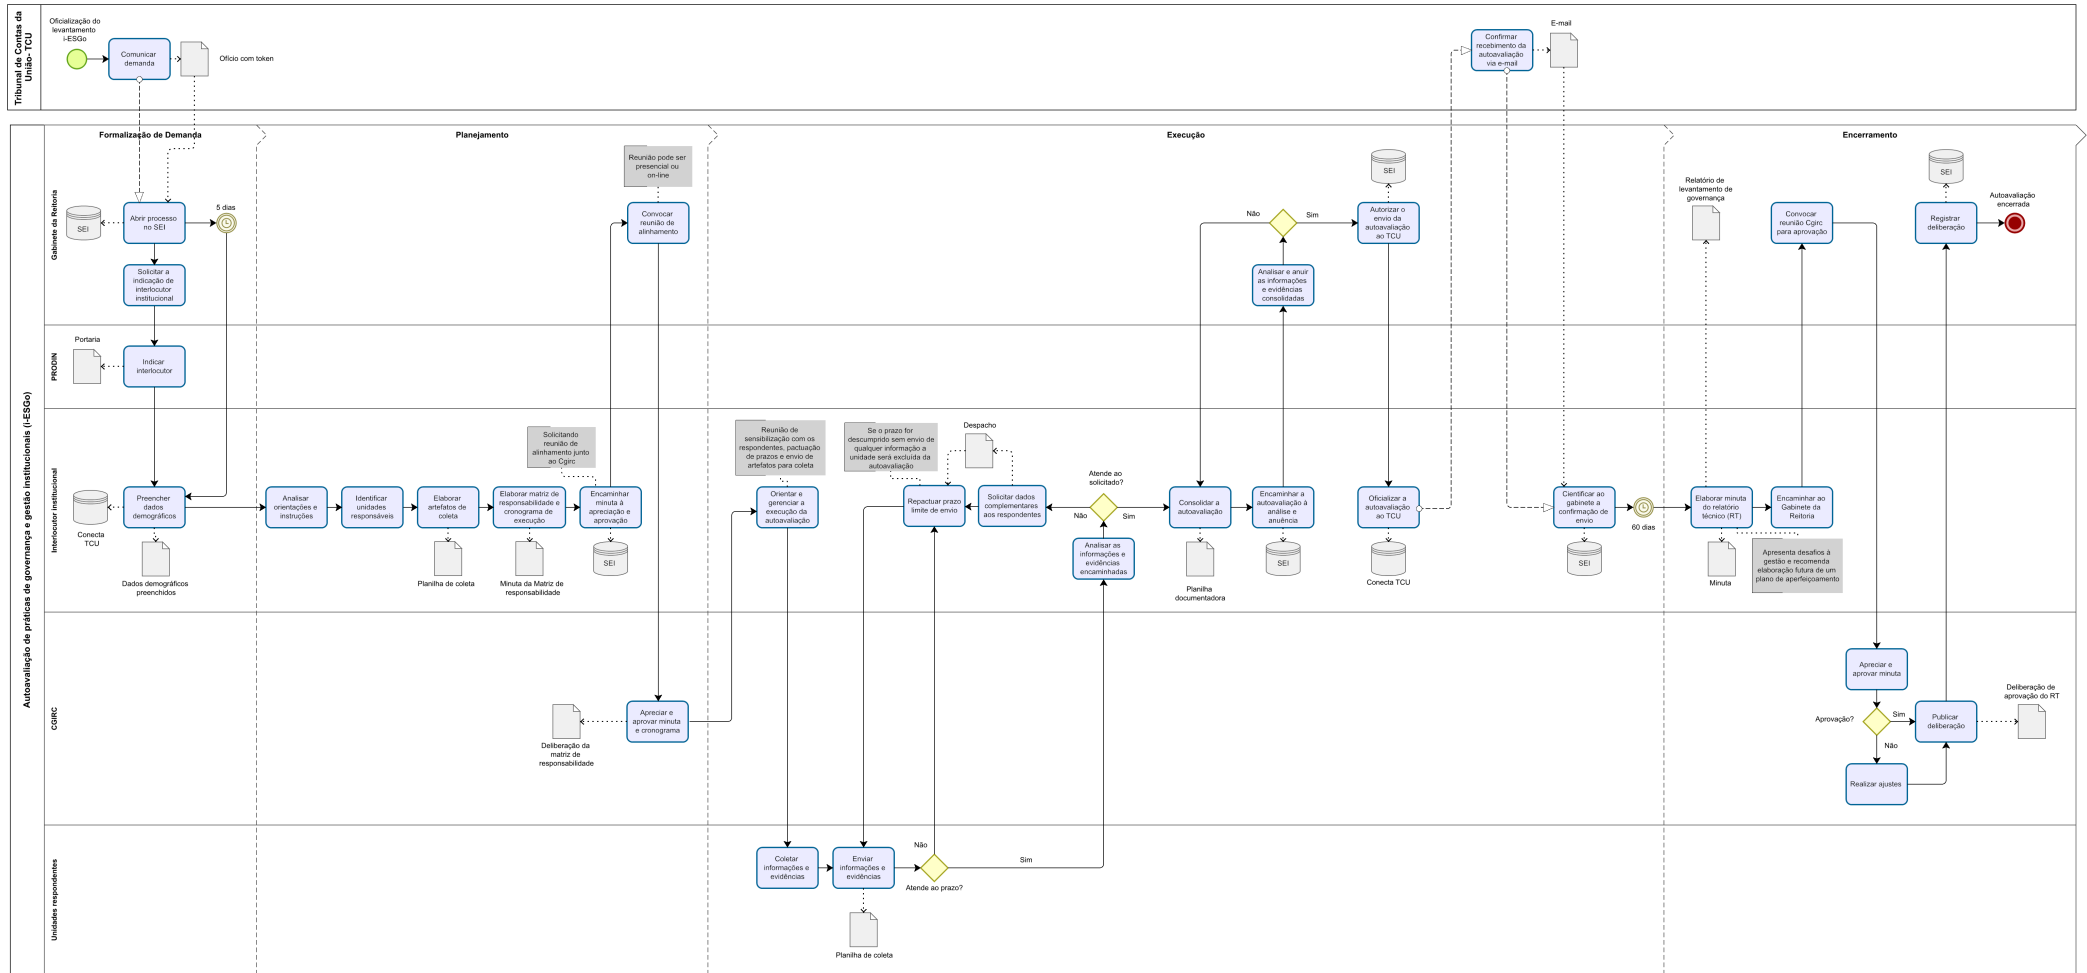 Tribunal de Contas da
União- TCU
Oficialização do
levantamento
i-ESGo
Comunicar
demanda
Ofício com token
Confirmar
recebimento da
autoavaliação
via e-mail
E-mail
Autoavaliação de práticas de governança e gestão institucionais (i-ESGo)
Formalização de Demanda
Planejamento
Execução
Encerramento
Gabinete da Reitoria
SEI
Abrir processo
no SEI
5 dias
Solicitar a
indicação de
interlocutor
institucional
Reunião pode ser
presencial ou
on-line
Convocar
reunião de
alinhamento
Não
Sim
Analisar e anuir
as informações
e evidências
consolidadas
SEI
Autorizar o
envio da
autoavaliação
ao TCU
Relatório de
levantamento de
governança
Convocar
reunião Cgirc
para aprovação
SEI
Registrar
deliberação
Autoavaliação
encerrada
PRODIN
Portaria
Indicar
interlocutor
Interlocutor institucional
Conecta
TCU
Preencher
dados
demográficos
Dados demográficos
preenchidos
Analisar
orientações e
instruções
Identificar
unidades
responsáveis
Elaborar
artefatos de
coleta
Planilha de coleta
Elaborar matriz de
responsabilidade e
cronograma de
execução
Minuta da Matriz de
responsabilidade
Solicitando
reunião de
alinhamento junto
ao Cgirc
Encaminhar
minuta à
apreciação e
aprovação
SEI
Reunião de
sensibilização com os
respondentes, pactuação
de prazos e envio de
artefatos para coleta
Orientar e
gerenciar a
execução da
autoavaliação
Se o prazo for
descumprido sem envio de
qualquer informação a
unidade será excluída da
autoavaliação
Repactuar prazo
limite de envio
Despacho
Solicitar dados
complementares
aos respondentes
Atende ao
solicitado?
Não
Sim
Analisar as
informações e
evidências
encaminhadas
Consolidar a
autoavaliação
Planilha
documentadora
Encaminhar a
autoavaliação à
análise e
anuência
SEI
Oficializar a
autoavaliação
ao TCU
Conecta TCU
Cientificar ao
gabinete a
confirmação de
envio
SEI
60 dias
Elaborar minuta
do relatório
técnico (RT)
Minuta
Encaminhar ao
Gabinete da
Reitoria
Apresenta desafios à
gestão e recomenda
elaboração futura de um
plano de aperfeiçoamento
CGIRC
Deliberação da
matriz de
responsabilidade
Apreciar e
aprovar minuta
e cronograma
Apreciar e
aprovar minuta
Aprovação?
Sim
Não
Publicar
deliberação
Deliberação de
aprovação do RT
Realizar ajustes
Unidades respondentes
Coletar
informações e
evidências
Enviar
informações e
evidências
Planilha de coleta
Não
Atende ao prazo?
Sim